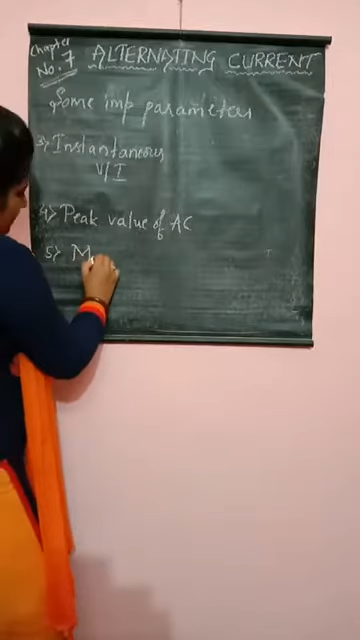 Chapter No. 7
ALTERNATING CURRENT
Some imp parameters
3> Instantaneous
V/I
4> Peak value of AC
5> M